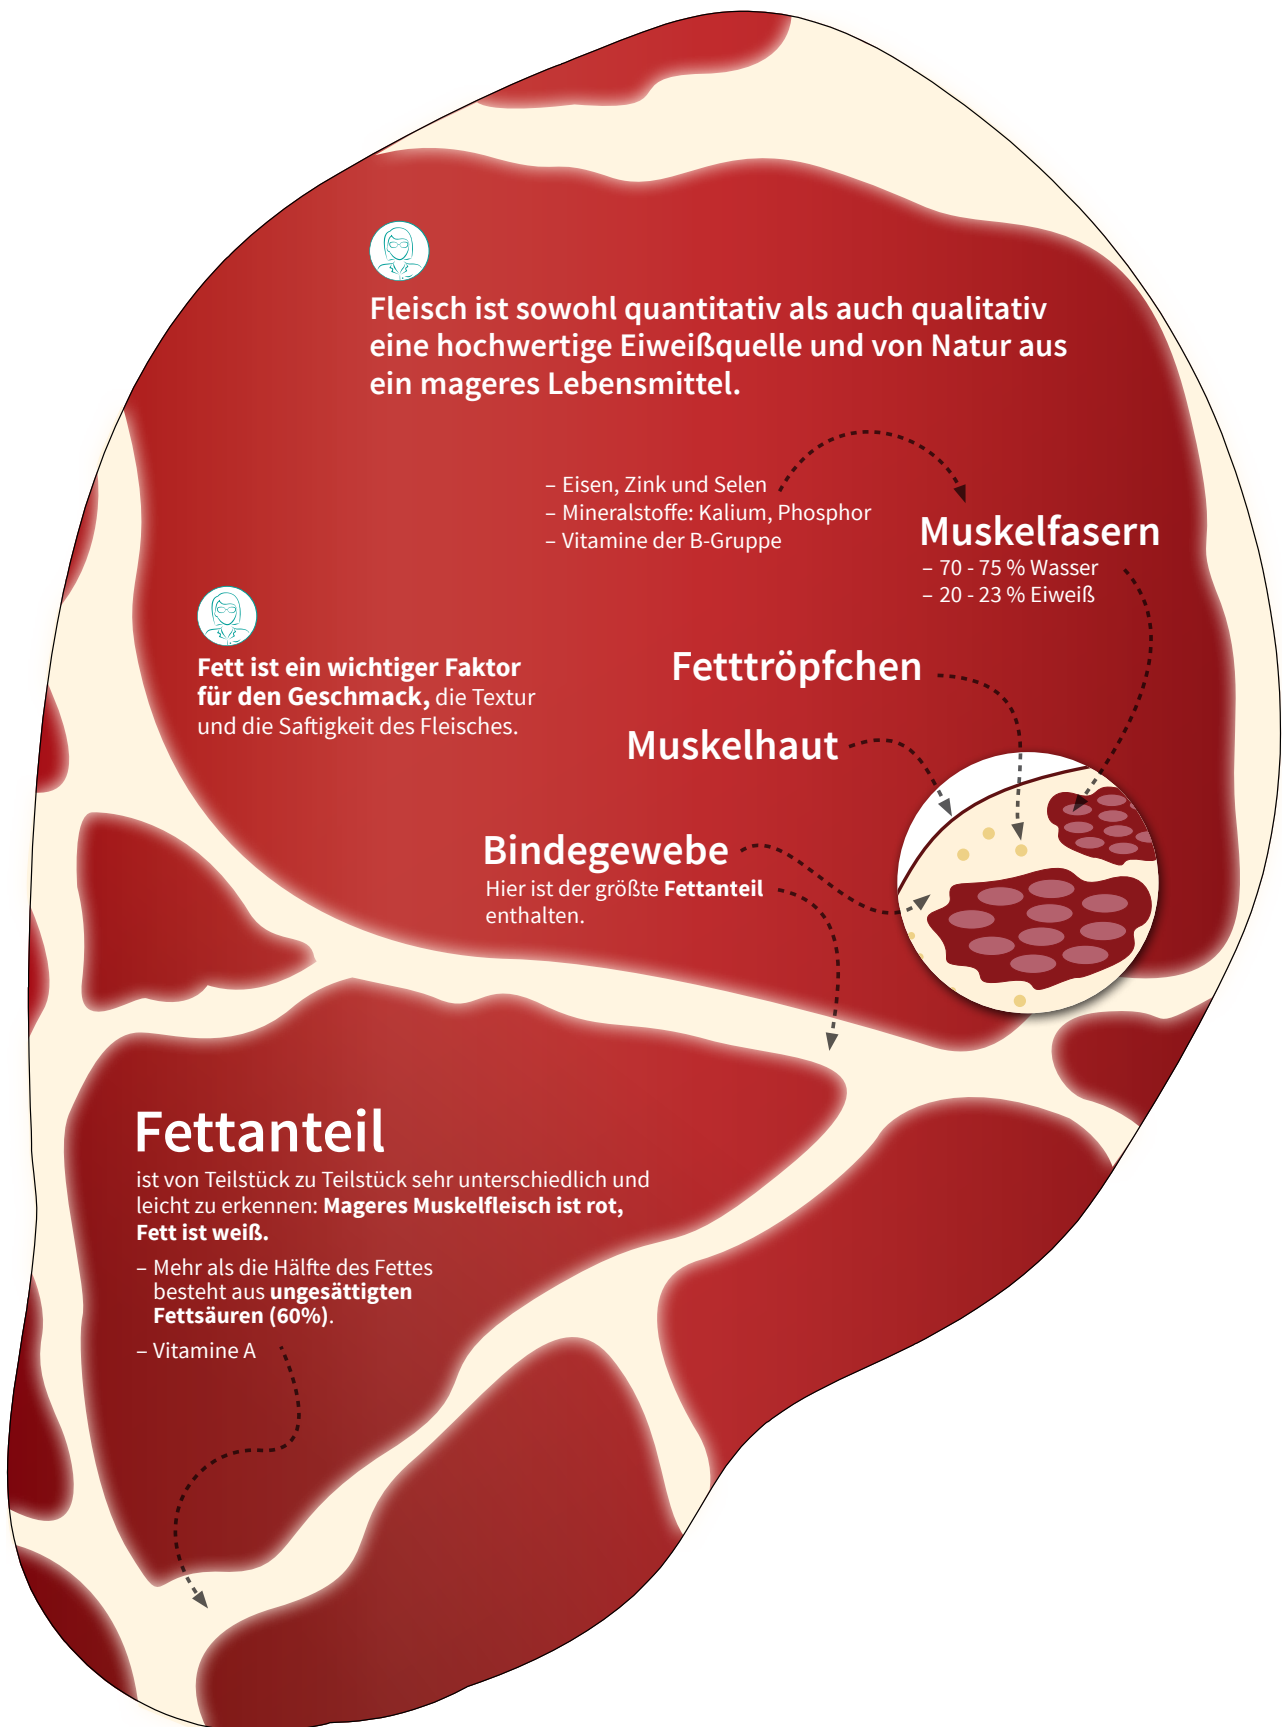 Fleisch ist sowohl quantitativ als auch qualitativ
eine hochwertige Eiweißquelle und von Natur aus
ein mageres Lebensmittel.
– Eisen, Zink und Selen
– Mineralstoffe: Kalium, Phosphor
– Vitamine der B-Gruppe
Muskelfasern
– 70 - 75 % Wasser
– 20 - 23 % Eiweiß
Fett ist ein wichtiger Faktor
für den Geschmack, die Textur
und die Saftigkeit des Fleisches.
Fetttröpfchen
Muskelhaut
Bindegewebe
Hier ist der größte Fettanteil
enthalten.
Fettanteil
ist von Teilstück zu Teilstück sehr unterschiedlich und
leicht zu erkennen: Mageres Muskelfleisch ist rot,
Fett ist weiß.
– Mehr als die Hälfte des Fettes
besteht aus ungesättigten
Fettsäuren (60%).
– Vitamine A